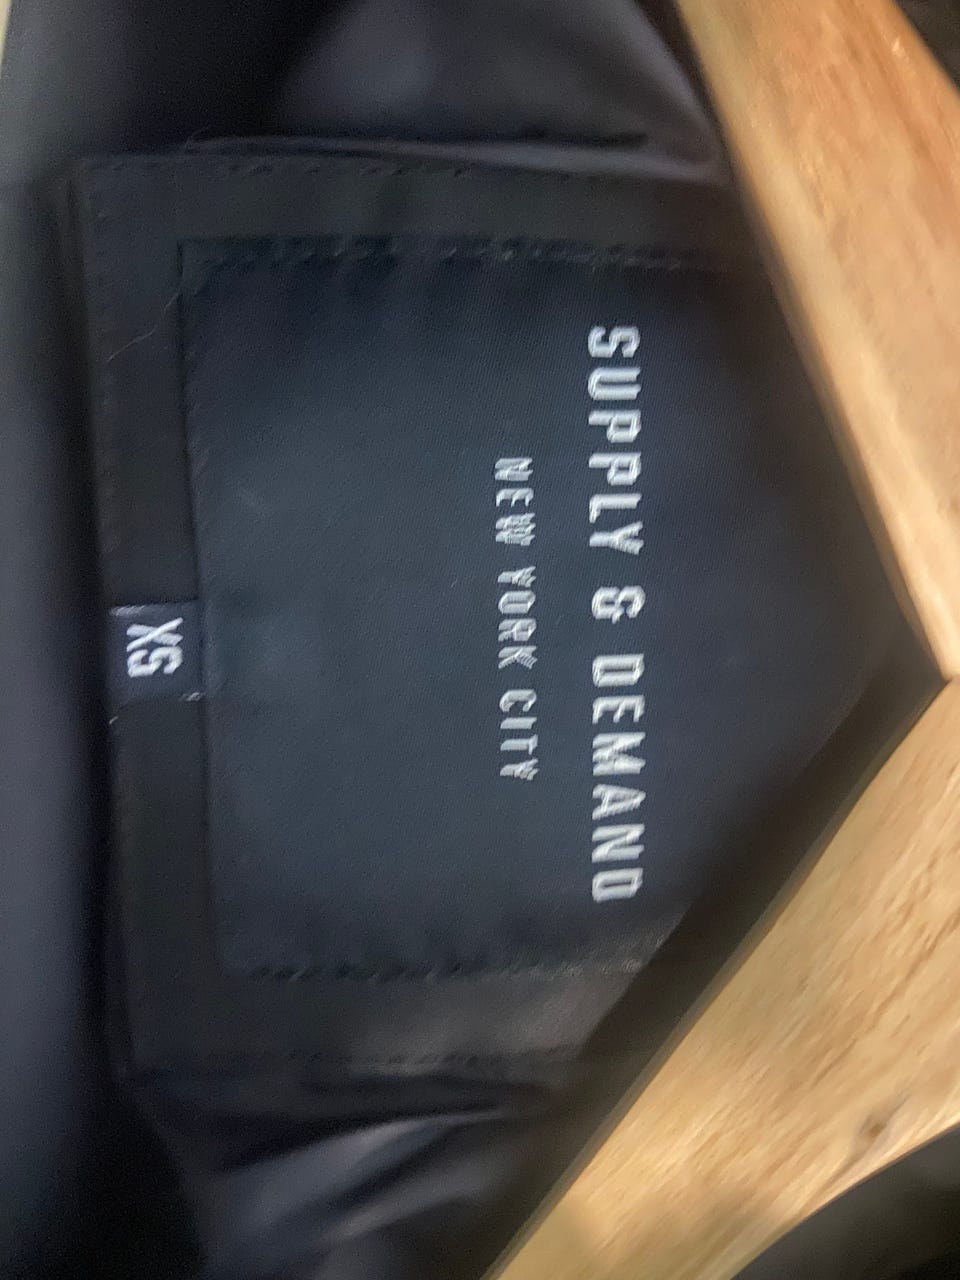 SUPPLY & DEMAND
NEW YORK CITY
XS